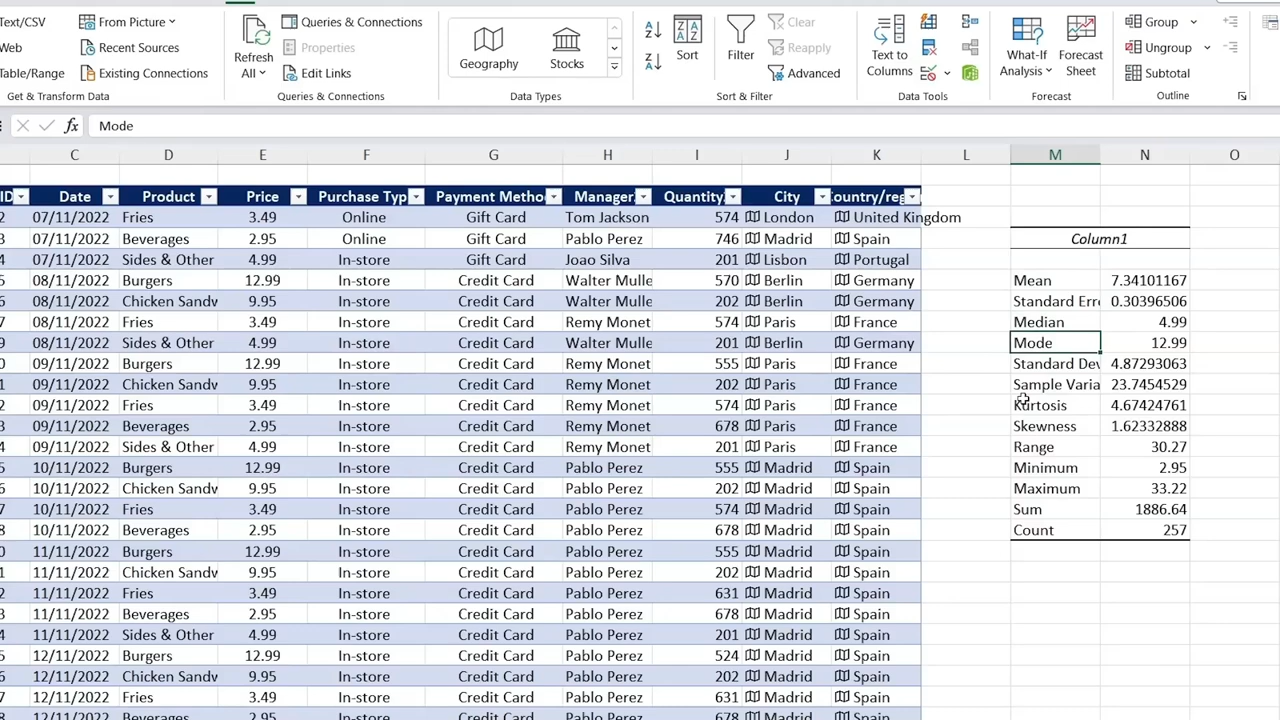 Text/CSV From Picture Queries & Connections Clear Group
Web Recent Sources Properties Reapply Ungroup
Table/Range Existing Connections Refresh All Edit Links Geography Stocks Sort Filter Advanced Text to Columns What-If Analysis Forecast Sheet Subtotal
Get & Transform Data Queries & Connections Data Types Sort & Filter Data Tools Forecast Outline
fx Mode
C D E F G H I J K L M N O
ID Date Product Price Purchase Typ Payment Metho Manager Quantity City Country/reg
2 07/11/2022 Fries 3.49 Online Gift Card Tom Jackson 574 London United Kingdom
3 07/11/2022 Beverages 2.95 Online Gift Card Pablo Perez 746 Madrid Spain Column1
4 07/11/2022 Sides & Other 4.99 In-store Gift Card Joao Silva 201 Lisbon Portugal
5 08/11/2022 Burgers 12.99 In-store Credit Card Walter Mulle 570 Berlin Germany Mean 7.34101167
6 08/11/2022 Chicken Sandw 9.95 In-store Credit Card Walter Mulle 202 Berlin Germany Standard Erro 0.30396506
7 08/11/2022 Fries 3.49 In-store Credit Card Remy Monet 574 Paris France Median 4.99
9 08/11/2022 Sides & Other 4.99 In-store Credit Card Walter Mulle 201 Berlin Germany Mode 12.99
0 09/11/2022 Burgers 12.99 In-store Credit Card Remy Monet 555 Paris France Standard Dev 4.87293063
1 09/11/2022 Chicken Sandw 9.95 In-store Credit Card Remy Monet 202 Paris France Sample Varia 23.7454529
2 09/11/2022 Fries 3.49 In-store Credit Card Remy Monet 574 Paris France Kurtosis 4.67424761
3 09/11/2022 Beverages 2.95 In-store Credit Card Remy Monet 678 Paris France Skewness 1.62332888
4 09/11/2022 Sides & Other 4.99 In-store Credit Card Remy Monet 201 Paris France Range 30.27
5 10/11/2022 Burgers 12.99 In-store Credit Card Pablo Perez 555 Madrid Spain Minimum 2.95
6 10/11/2022 Chicken Sandw 9.95 In-store Credit Card Pablo Perez 202 Madrid Spain Maximum 33.22
7 10/11/2022 Fries 3.49 In-store Credit Card Pablo Perez 574 Madrid Spain Sum 1886.64
8 10/11/2022 Beverages 2.95 In-store Credit Card Pablo Perez 678 Madrid Spain Count 257
0 11/11/2022 Burgers 12.99 In-store Credit Card Pablo Perez 555 Madrid Spain
1 11/11/2022 Chicken Sandw 9.95 In-store Credit Card Pablo Perez 202 Madrid Spain
2 11/11/2022 Fries 3.49 In-store Credit Card Pablo Perez 631 Madrid Spain
3 11/11/2022 Beverages 2.95 In-store Credit Card Pablo Perez 678 Madrid Spain
4 11/11/2022 Sides & Other 4.99 In-store Credit Card Pablo Perez 201 Madrid Spain
5 12/11/2022 Burgers 12.99 In-store Credit Card Pablo Perez 524 Madrid Spain
6 12/11/2022 Chicken Sandw 9.95 In-store Credit Card Pablo Perez 202 Madrid Spain
7 12/11/2022 Fries 3.49 In-store Credit Card Pablo Perez 631 Madrid Spain
8 12/11/2022 Beverages 2.95 In-store Credit Card Pablo Perez 678 Madrid Spain